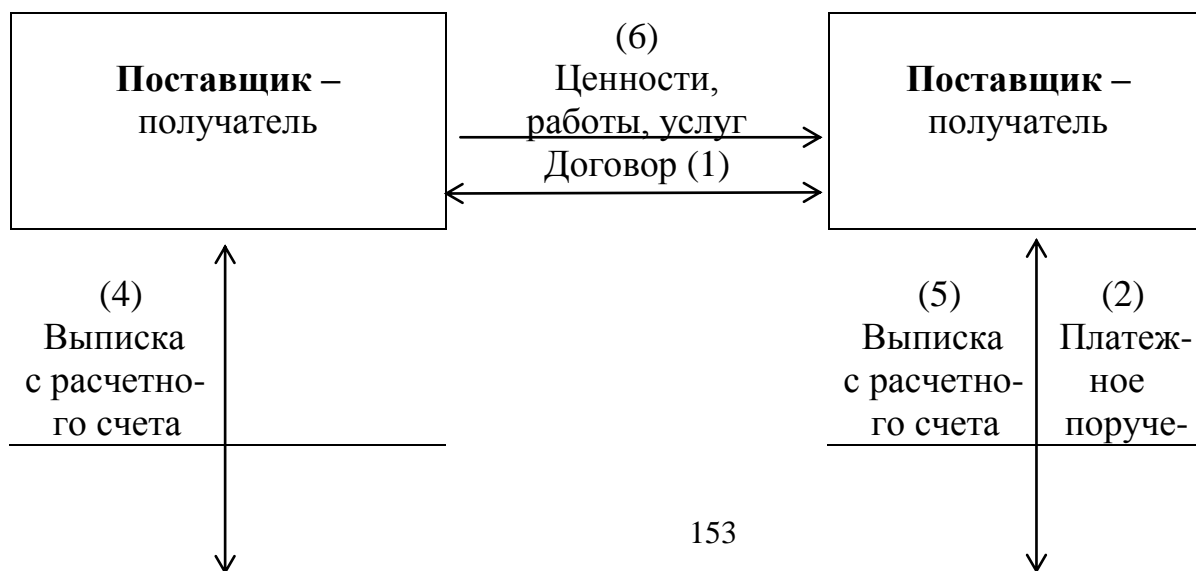 Поставщик –
получатель
(6)
Ценности,
работы, услуг
Договор (1)
Поставщик –
получатель
(4)
Выписка
с расчетно-
го счета
(5)
Выписка
с расчетно-
го счета
(2)
Платеж-
ное
поруче-
153